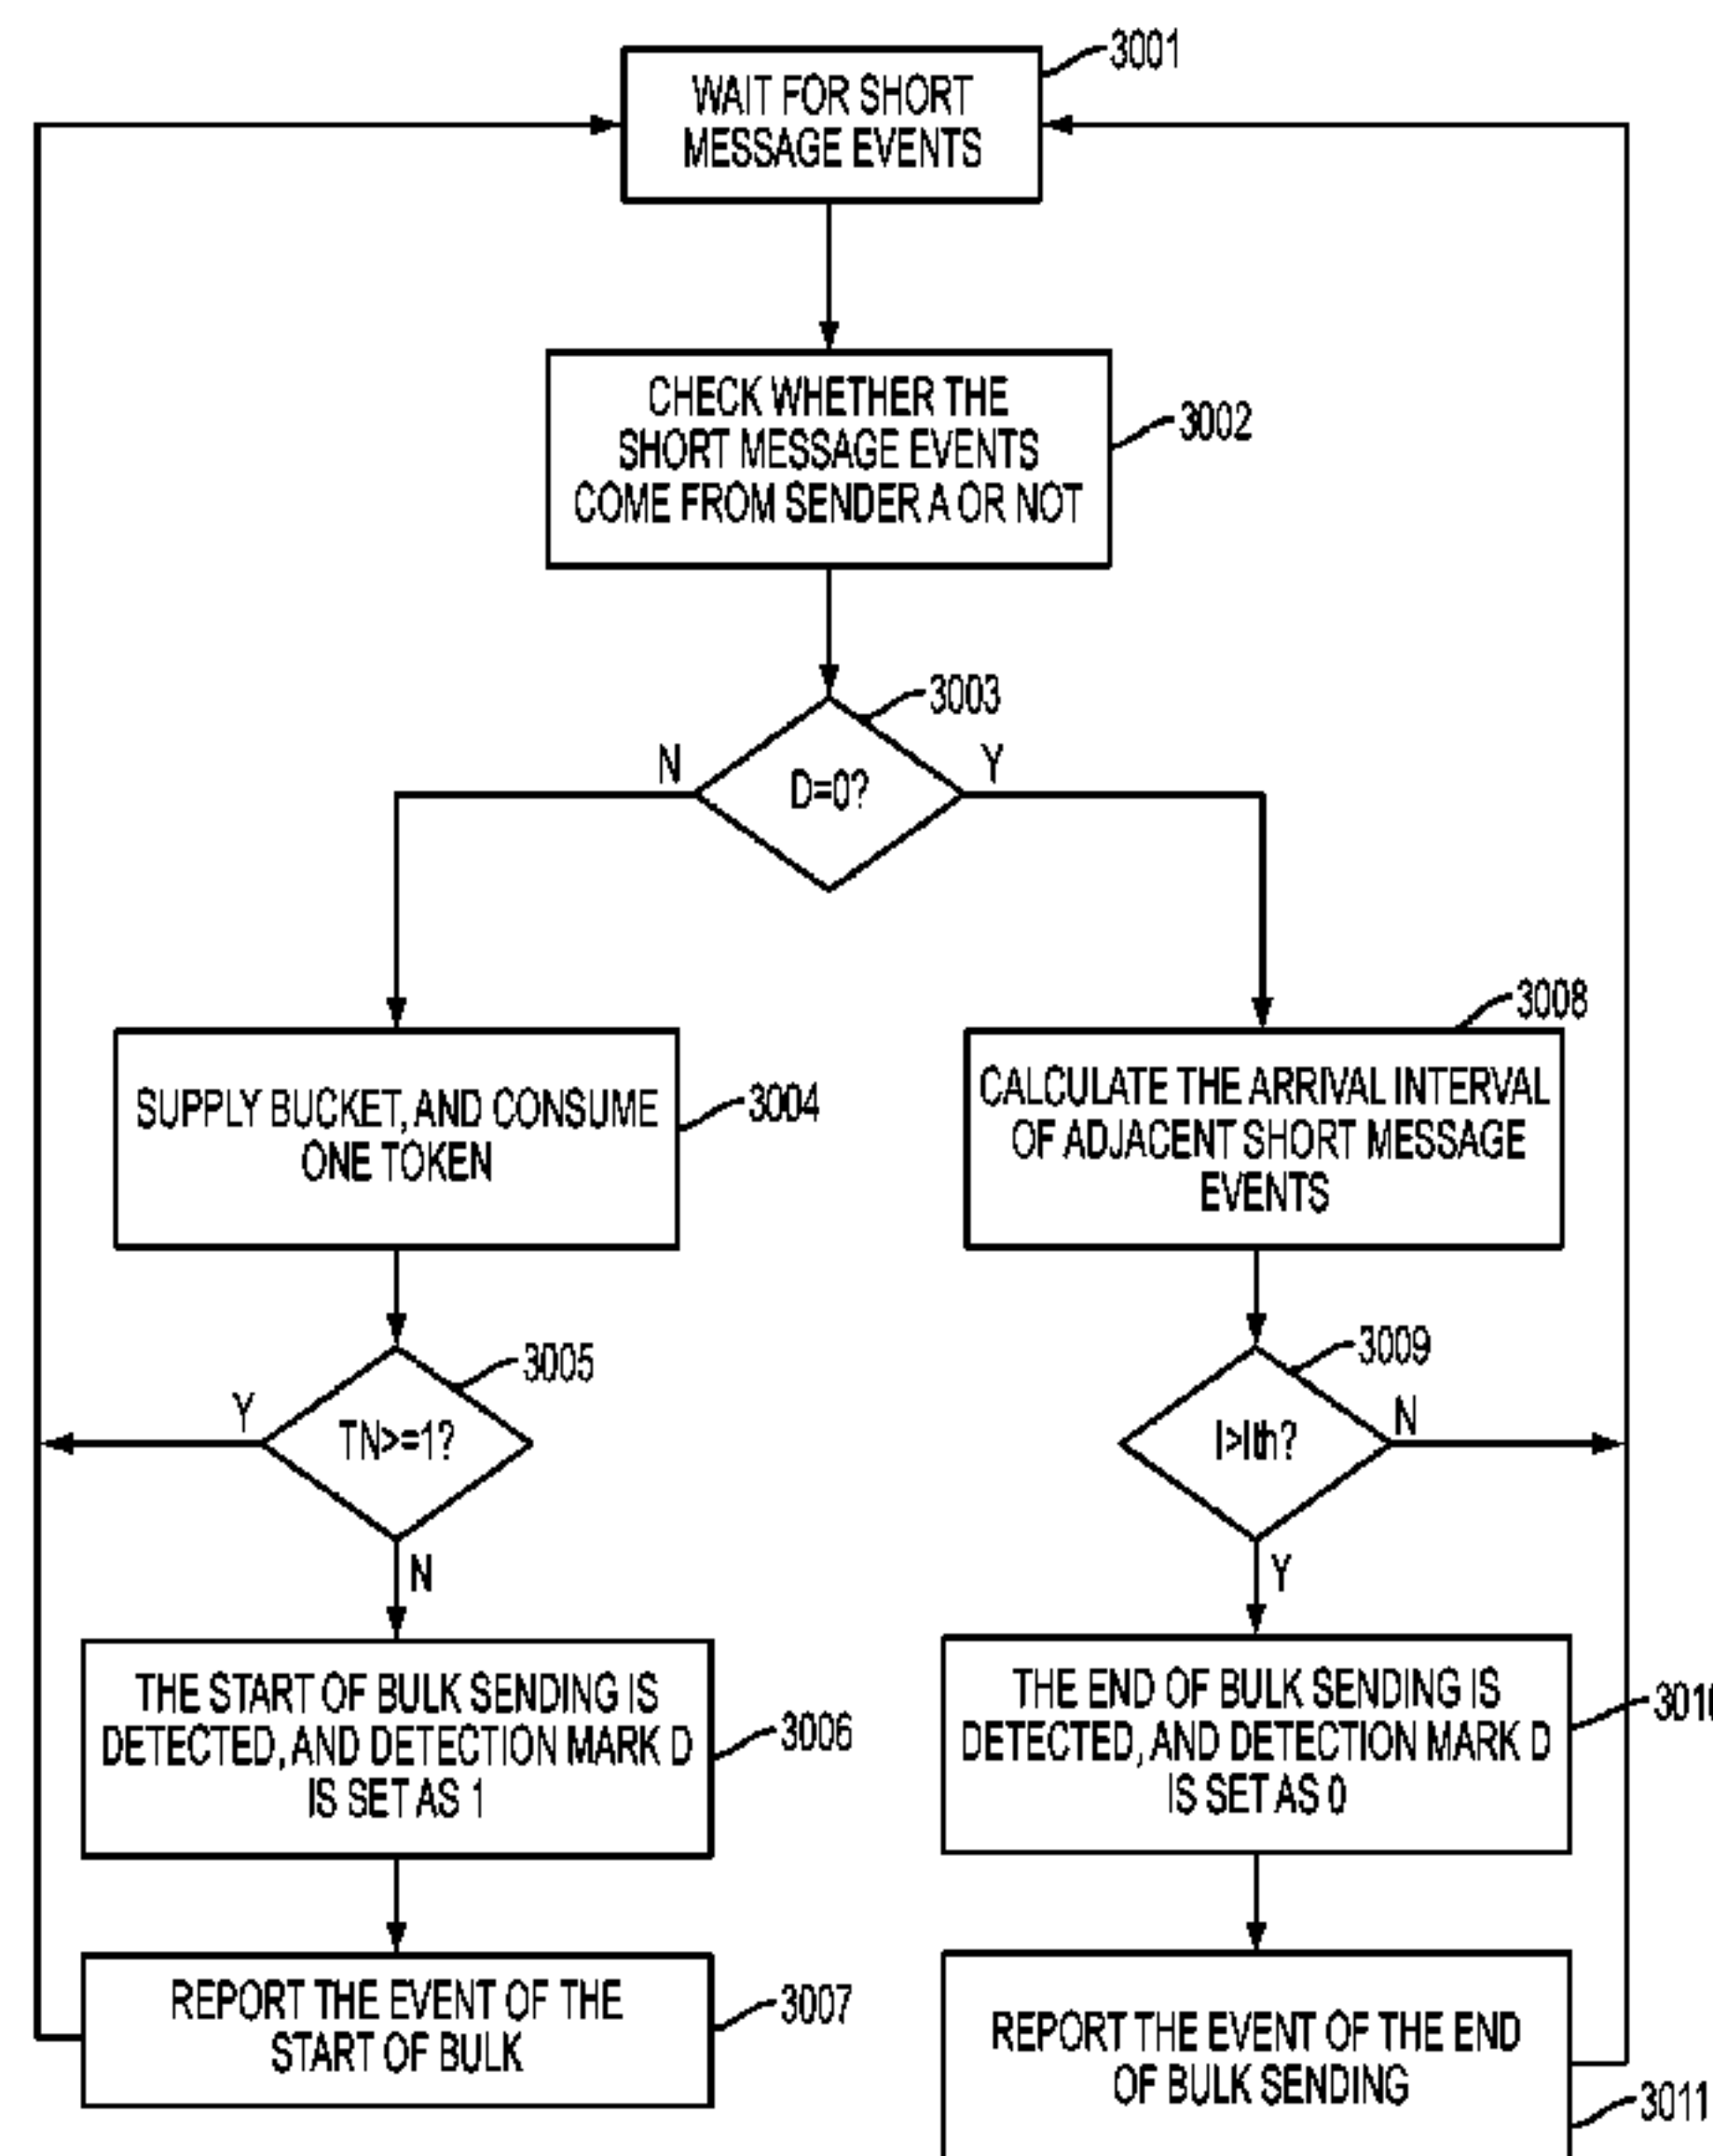 3001
WAIT FOR SHORT
MESSAGE EVENTS
CHECK WHETHER THE
SHORT MESSAGE EVENTS
COME FROM SENDER A OR NOT
3002
3003
N
Y
D=0?
3008
SUPPLY BUCKET, AND CONSUME
ONE TOKEN
3004
CALCULATE THE ARRIVAL INTERVAL
OF ADJACENT SHORT MESSAGE
EVENTS
3005
Y
TN>=1?
N
3009
I>Ith?
N
Y
THE START OF BULK SENDING IS
DETECTED, AND DETECTION MARK D
IS SET AS 1
3006
THE END OF BULK SENDING IS
DETECTED, AND DETECTION MARK D
IS SET AS 0
3010
REPORT THE EVENT OF THE
START OF BULK
3007
REPORT THE EVENT OF THE END
OF BULK SENDING
3011